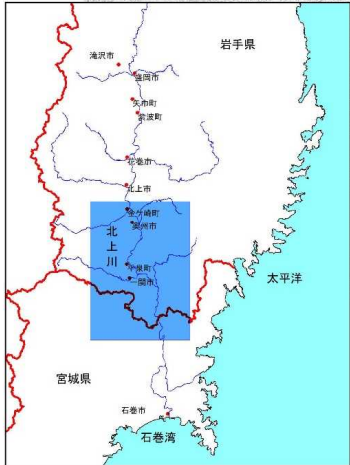 岩手県
滝沢市
盛岡市
矢巾町
紫波町
花巻市
北上市
金ケ崎町
奥州市
北上川
平泉町
一関市
太平洋
宮城県
石巻市
石巻湾